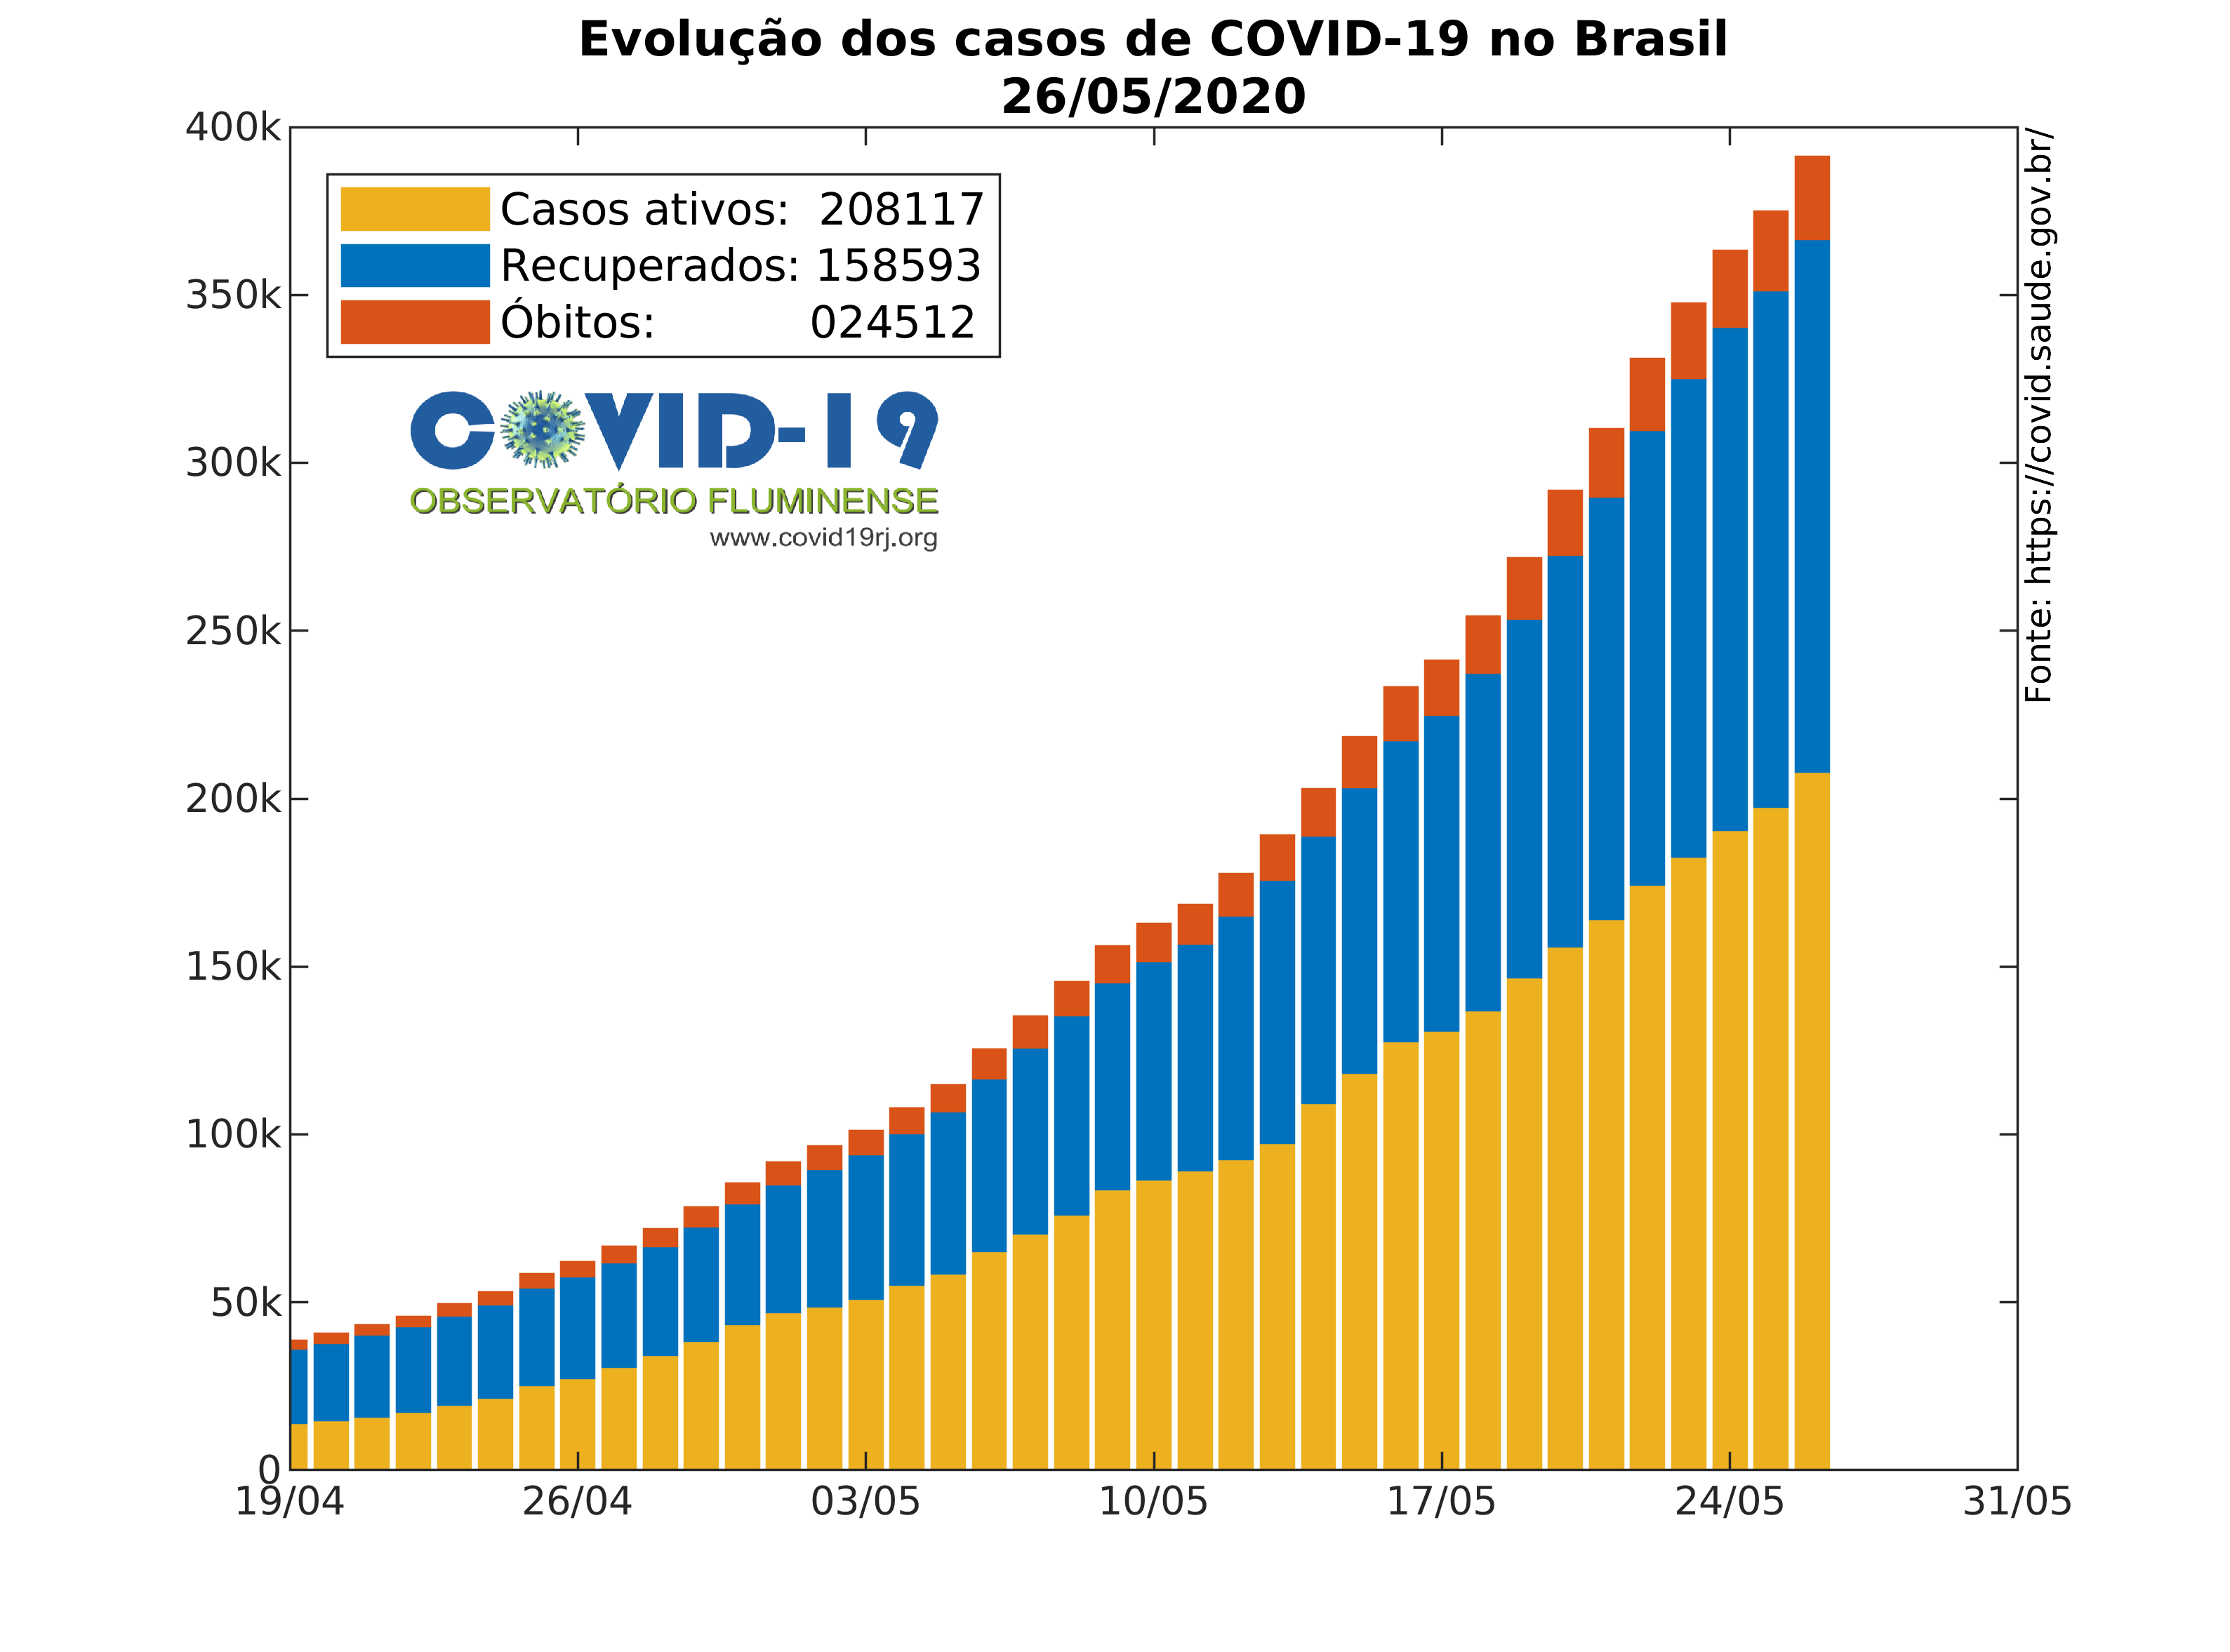 Evolução dos casos de COVID-19 no Brasil
26/05/2020
400k
350k
300k
250k
200k
150k
100k
50k
0
Casos ativos: 208117
Recuperados: 158593
Óbitos: 024512
COVID-19
OBSERVATÓRIO FLUMINENSE
www.covid19rj.org
Fonte: https://covid.saude.gov.br/
19/04 26/04 03/05 10/05 17/05 24/05 31/05